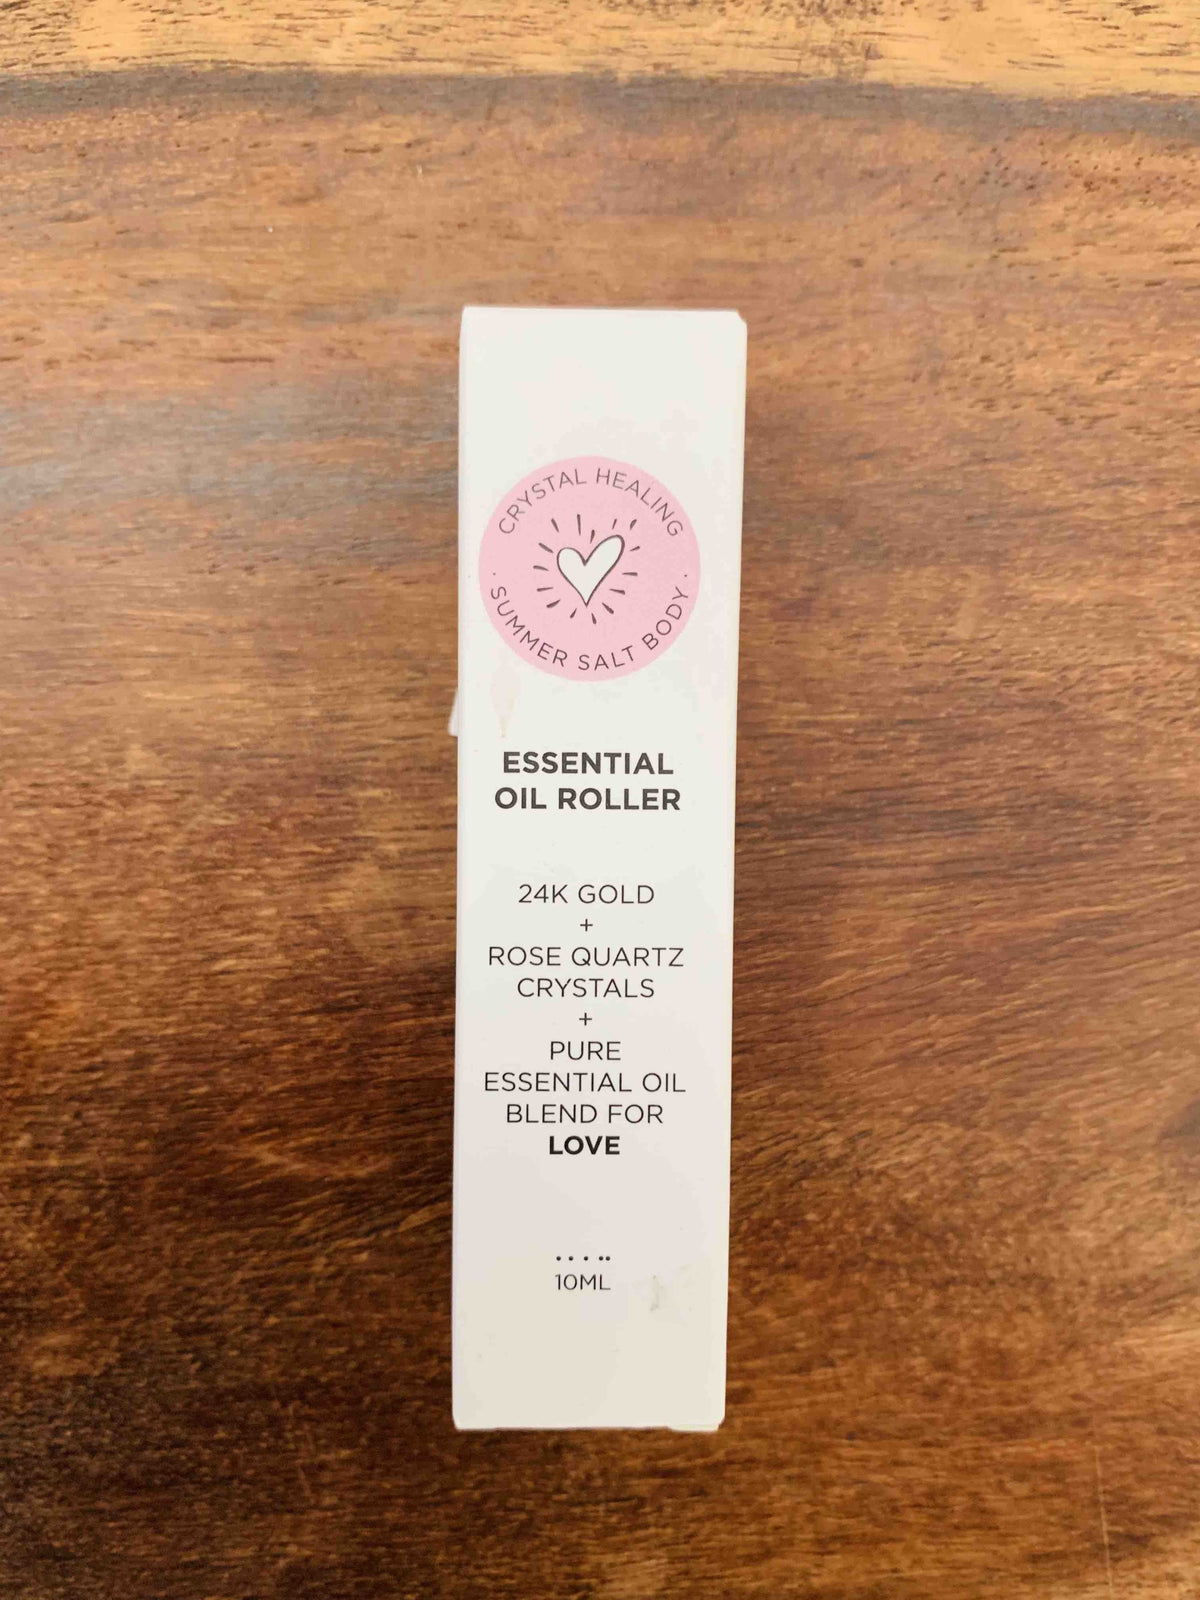 CRYSTAL HEALING
· SUMMER SALT BODY ·
ESSENTIAL
OIL ROLLER
24K GOLD
+
ROSE QUARTZ
CRYSTALS
+
PURE
ESSENTIAL OIL
BLEND FOR
LOVE
10ML